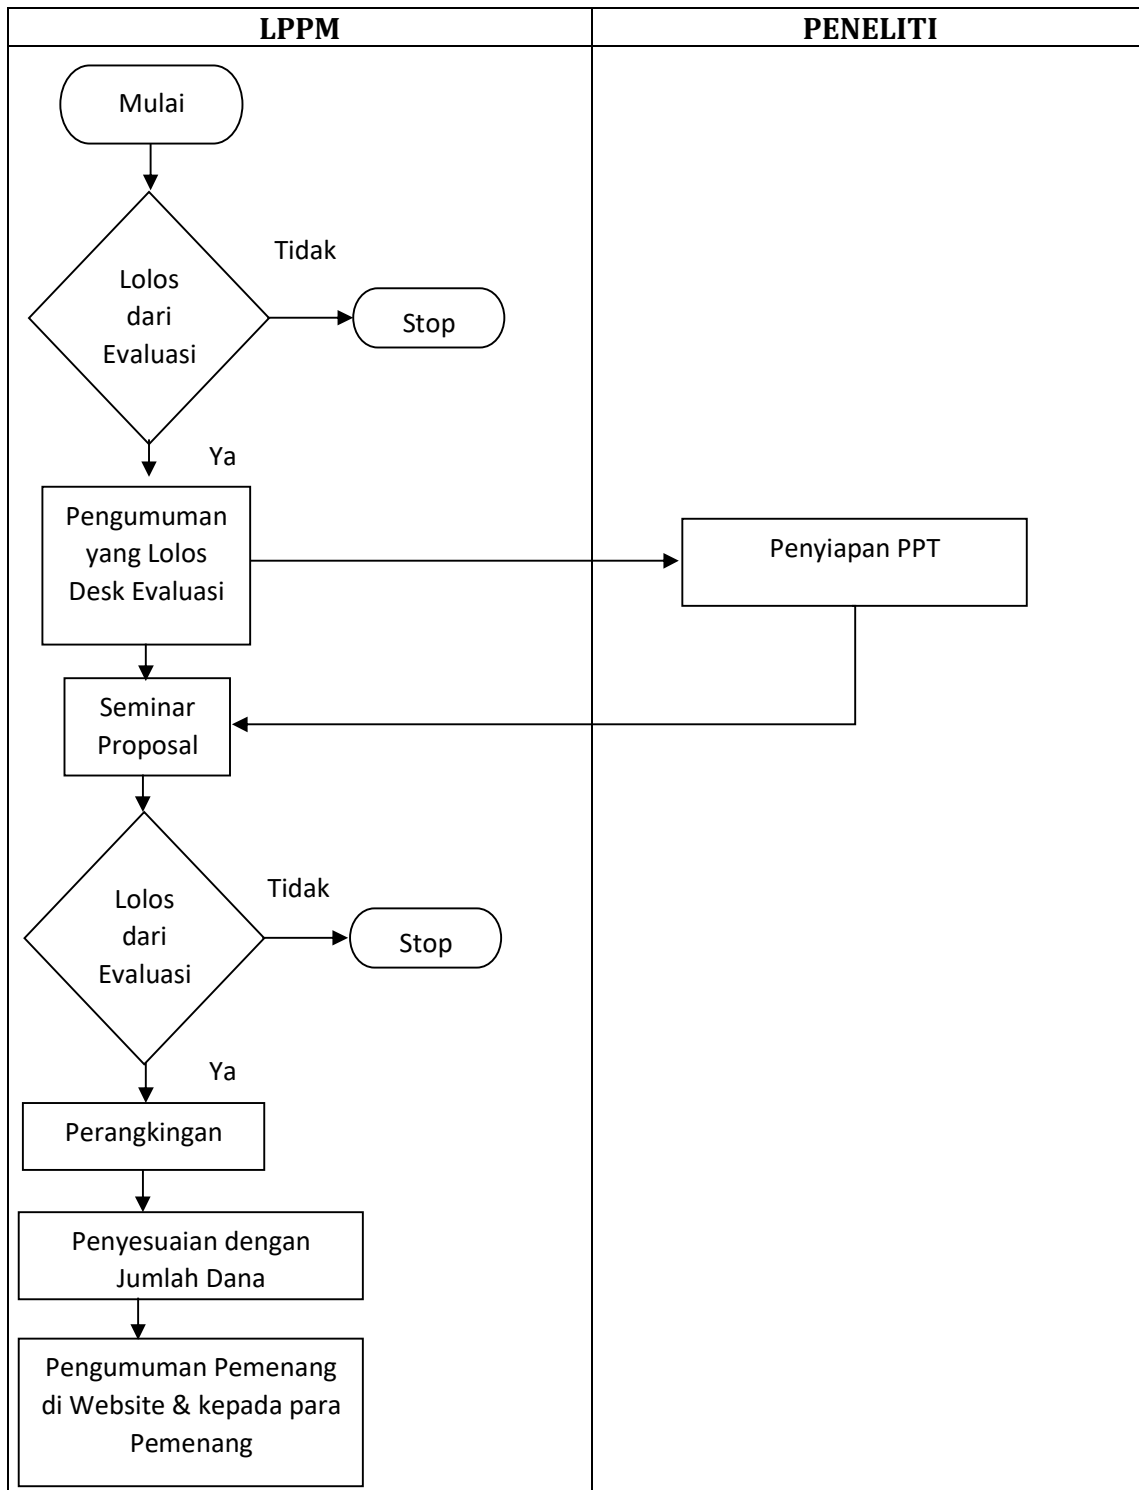 LPPM
PENELITI
Mulai
Tidak
Lolos
dari
Evaluasi
Stop
Ya
Pengumuman
yang Lolos
Desk Evaluasi
Penyiapan PPT
Seminar
Proposal
Tidak
Lolos
dari
Evaluasi
Stop
Ya
Perangkingan
Penyesuaian dengan
Jumlah Dana
Pengumuman Pemenang
di Website & kepada para
Pemenang